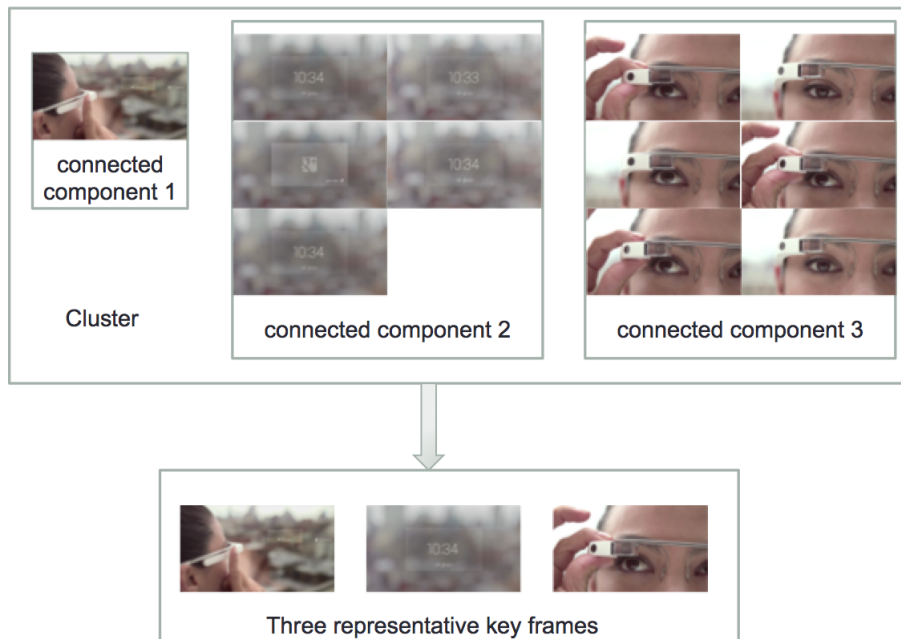 connected
component 1
10:34
10:33
10:34
10:34
Cluster
connected component 2
connected component 3
10:34
Three representative key frames